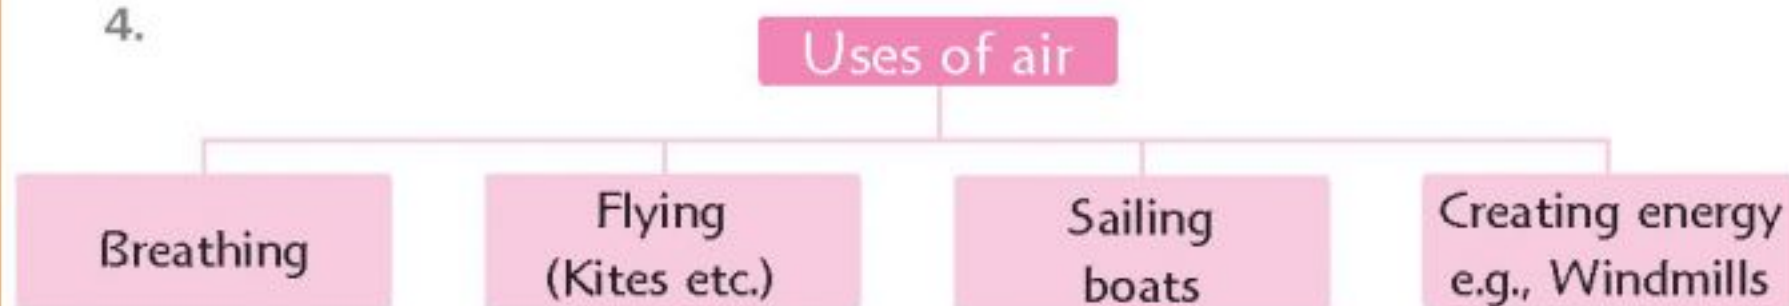 4.
Uses of air
Breathing
Flying
(Kites etc.)
Sailing
boats
Creating energy
e.g., Windmills